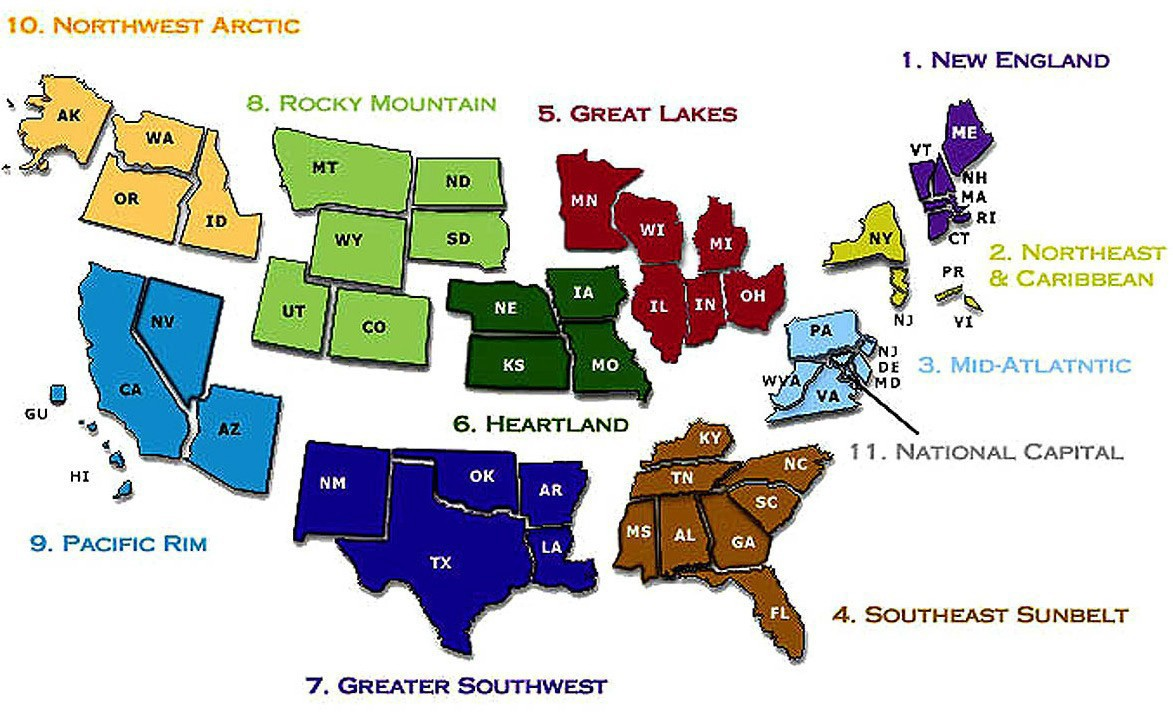 10. NORTHWEST ARCTIC
1. NEW ENGLAND
8. ROCKY MOUNTAIN
5. GREAT LAKES
AK
WA
OR
ID
MT
ND
WY
SD
UT
CO
MN
WI
MI
IL
IN
OH
ME
VT
NH
MA
RI
CT
NY
NJ
2. NORTHEAST
& CARIBBEAN
PR
VI
NV
CA
AZ
GU
HI
9. PACIFIC RIM
NE
IA
KS
MO
6. HEARTLAND
PA
NJ
DE
MD
WVA
VA
3. MID-ATLATNTIC
11. NATIONAL CAPITAL
NM
OK
AR
TX
LA
7. GREATER SOUTHWEST
KY
TN
NC
SC
MS
AL
GA
FL
4. SOUTHEAST SUNBELT